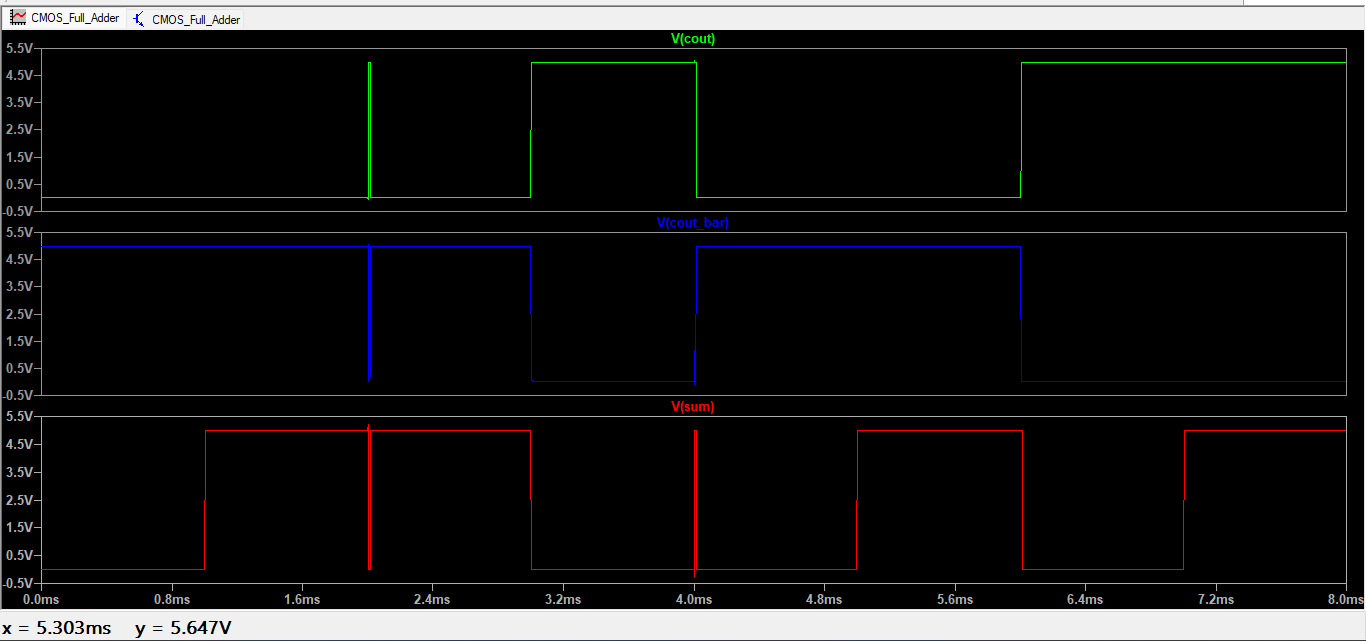 CMOS_Full_Adder CMOS_Full_Adder
V(cout)
5.5V
4.5V
3.5V
2.5V
1.5V
0.5V
-0.5V
V(cout_bar)
5.5V
4.5V
3.5V
2.5V
1.5V
0.5V
-0.5V
V(sum)
5.5V
4.5V
3.5V
2.5V
1.5V
0.5V
-0.5V
0.0ms 0.8ms 1.6ms 2.4ms 3.2ms 4.0ms 4.8ms 5.6ms 6.4ms 7.2ms 8.0ms
x = 5.303ms y = 5.647V